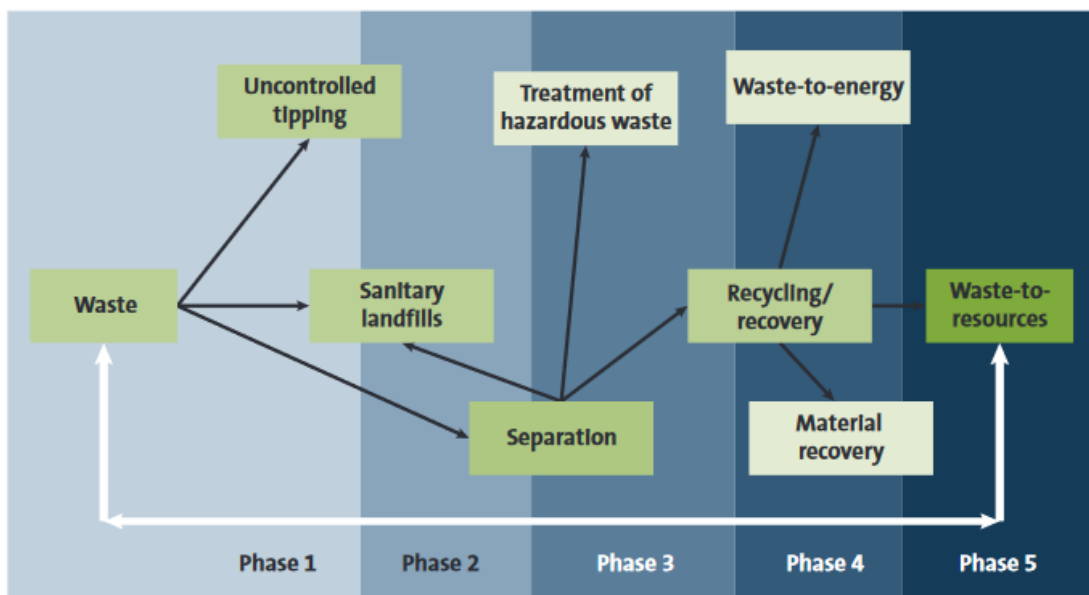 Uncontrolled
tipping
Treatment of
hazardous waste
Waste-to-energy
Waste
Sanitary
landfills
Recycling/
recovery
Waste-to-
resources
Separation
Material
recovery
Phase 1
Phase 2
Phase 3
Phase 4
Phase 5